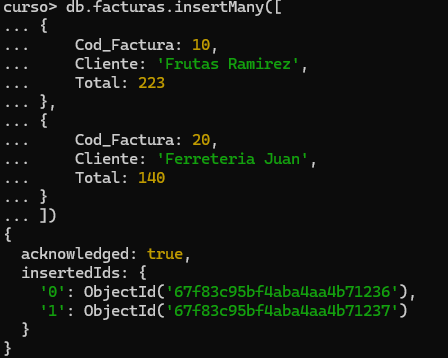 curso> db.facturas.insertMany([
... {
...     Cod_Factura: 10,
...     Cliente: 'Frutas Ramirez',
...     Total: 223
... },
... {
...     Cod_Factura: 20,
...     Cliente: 'Ferreteria Juan',
...     Total: 140
... }
... ])
{
  acknowledged: true,
  insertedIds: {
    '0': ObjectId('67f83c95bf4aba4aa4b71236'),
    '1': ObjectId('67f83c95bf4aba4aa4b71237')
  }
}